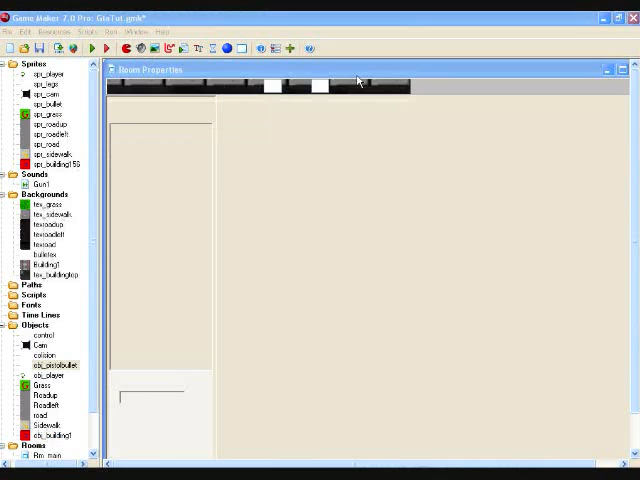 Game Maker 7.0 Pro: GtaTut.gmk*
File Edit Resources Scripts Run Window Help
Room Properties
Sprites
spr_player
spr_legs
spr_cam
spr_bullet
spr_grass
spr_roadup
spr_roadleft
spr_road
spr_sidewalk
spr_building156
Sounds
Gun1
Backgrounds
tex_grass
tex_sidewalk
texroadup
texroadleft
texroad
bulletex
Building1
tex_buildingtop
Paths
Scripts
Fonts
Time Lines
Objects
control
Cam
colision
obj_pistolbullet
obj_player
Grass
Roadup
Roadleft
road
Sidewalk
obj_building1
Rooms
Rm_main